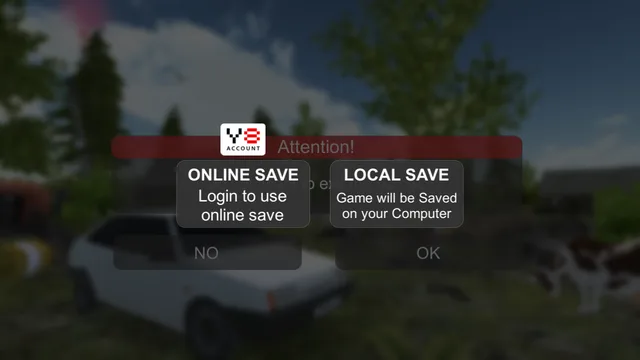 Y8
ACCOUNT
Attention!
ONLINE SAVE
Login to use
online save
LOCAL SAVE
Game will be Saved
on your Computer
NO
OK